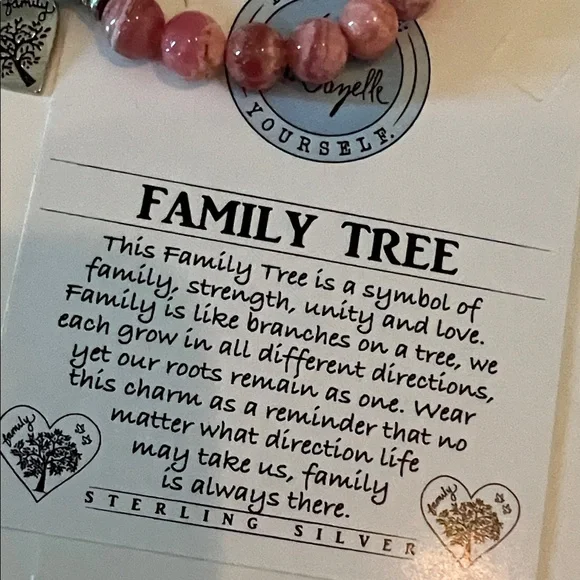 family
Gazelle
YOURSELF.
FAMILY TREE
This Family Tree is a symbol of
family, strength, unity and love.
Family is like branches on a tree, we
each grow in all different directions,
yet our roots remain as one. Wear
this charm as a reminder that no
matter what direction life
may take us, family
is always there.
STERLING SILVER
family
family